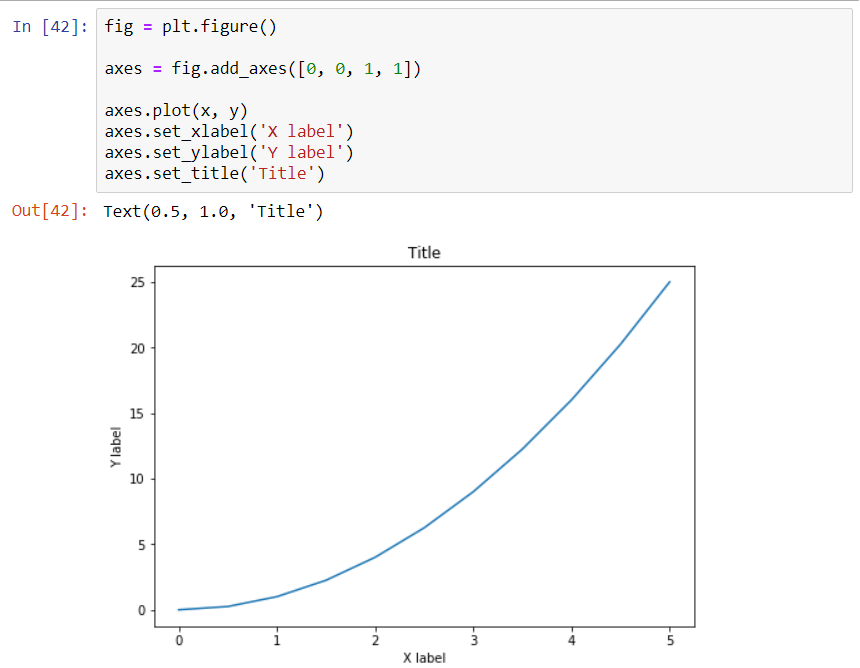 In [42]: fig = plt.figure()
axes = fig.add_axes([0, 0, 1, 1])
axes.plot(x, y)
axes.set_xlabel('X label')
axes.set_ylabel('Y label')
axes.set_title('Title')
Out[42]: Text(0.5, 1.0, 'Title')
Title
25
20
15
10
5
0
Y label
0 1 2 3 4 5
X label